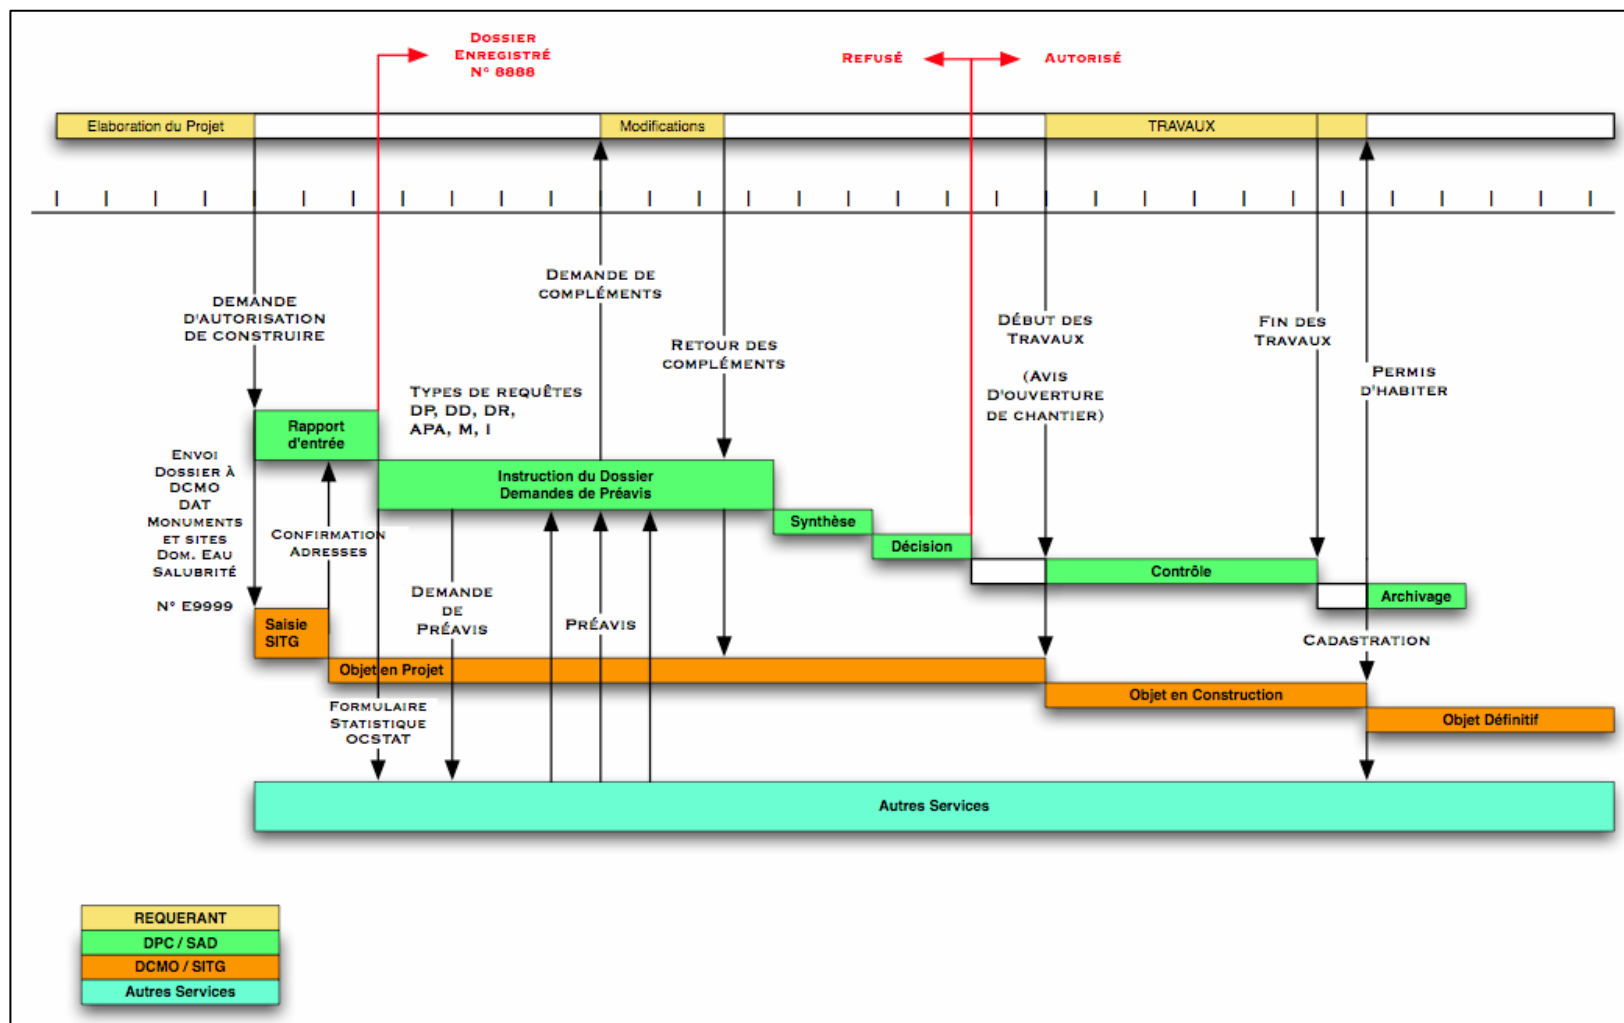 DOSSIER
ENREGISTRÉ
N° 8888
REFUSÉ
AUTORISÉ
Elaboration du Projet
Modifications
TRAVAUX
DEMANDE
D'AUTORISATION
DE CONSTRUIRE
DEMANDE DE
COMPLÉMENTS
RETOUR DES
COMPLÉMENTS
DÉBUT DES
TRAVAUX
(AVIS
D'OUVERTURE
DE CHANTIER)
FIN DES
TRAVAUX
PERMIS
D'HABITER
TYPES DE REQUÊTES
DP, DD, DR,
APA, M, I
Rapport
d'entrée
ENVOI
DOSSIER À
DCMO
DAT
MONUMENTS
ET SITES
DOM. EAU
SALUBRITÉ
N° E9999
Instruction du Dossier
Demandes de Préavis
CONFIRMATION
ADRESSES
Synthèse
Décision
Contrôle
Archivage
DEMANDE
DE
PRÉAVIS
PRÉAVIS
Saisie
SITG
CADASTRATION
Objet en Projet
Objet en Construction
Objet Définitif
FORMULAIRE
STATISTIQUE
OCSTAT
Autres Services
REQUERANT
DPC / SAD
DCMO / SITG
Autres Services